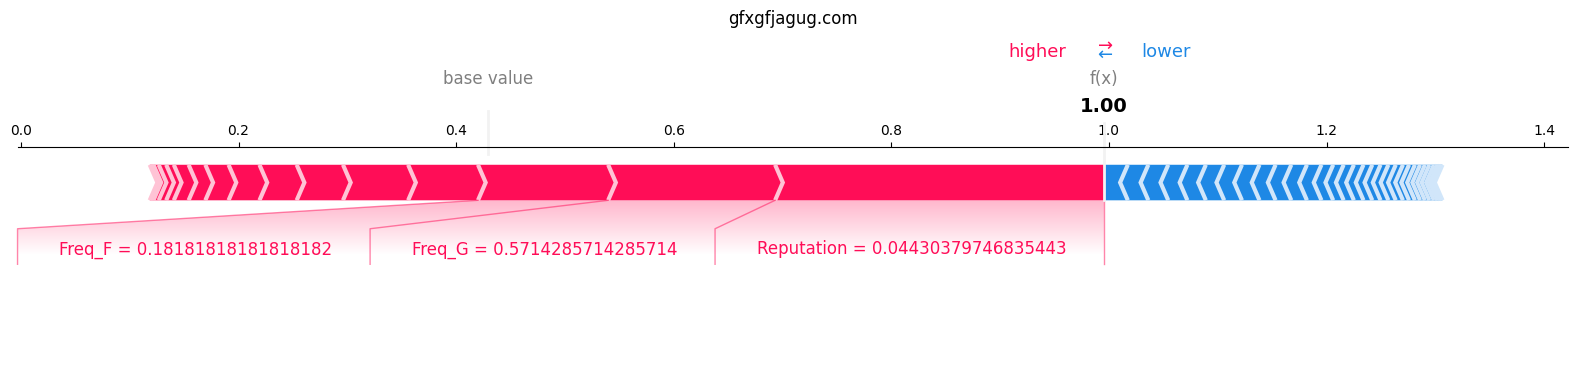 gfxgfjagug.com
higher → ← lower
base value f(x)
1.00
0.0 0.2 0.4 0.6 0.8 1.0 1.2 1.4
Freq_F = 0.18181818181818182 Freq_G = 0.5714285714285714 Reputation = 0.04430379746835443